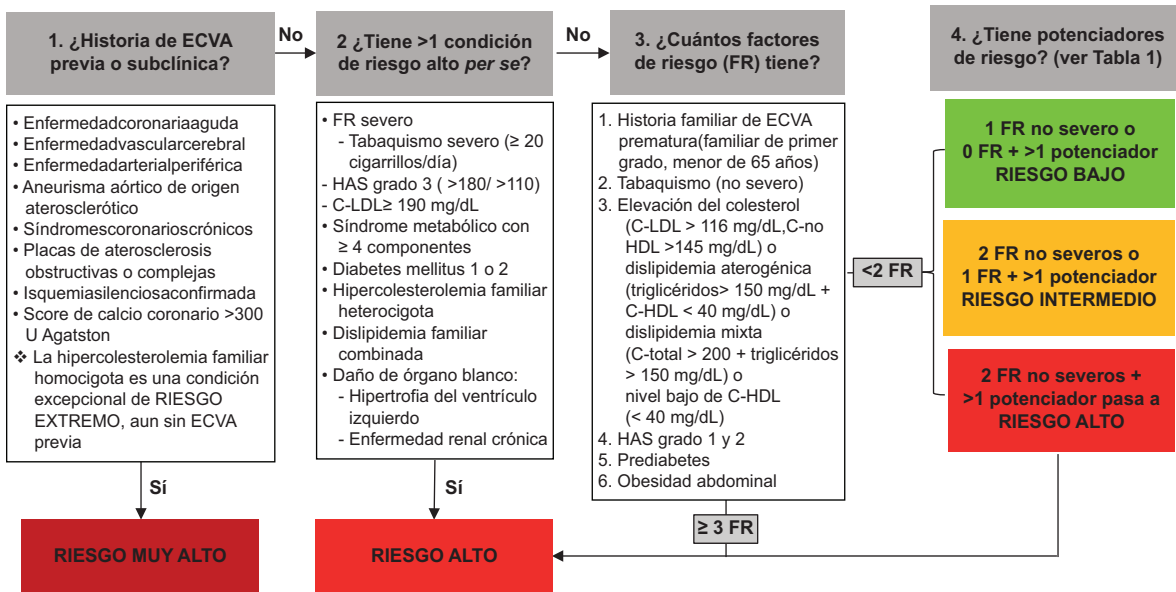 1. ¿Historia de ECVA
previa o subclínica?
No
2 ¿Tiene >1 condición
de riesgo alto per se?
No
3. ¿Cuántos factores
de riesgo (FR) tiene?
4. ¿Tiene potenciadores
de riesgo? (ver Tabla 1)
• Enfermedadcoronariaaguda
• Enfermedadvascularcerebral
• Enfermedadarterialperiférica
• Aneurisma aórtico de origen
aterosclerótico
• Síndromescoronarioscrónicos
• Placas de aterosclerosis
obstructivas o complejas
• Isquemiasilenciosaconfirmada
• Score de calcio coronario >300
U Agatston
❖ La hipercolesterolemia familiar
homocigota es una condición
excepcional de RIESGO
EXTREMO, aun sin ECVA
previa
Sí
RIESGO MUY ALTO
• FR severo
- Tabaquismo severo (≥ 20
cigarrillos/día)
- HAS grado 3 ( >180/ >110)
- C-LDL≥ 190 mg/dL
• Síndrome metabólico con
≥ 4 componentes
• Diabetes mellitus 1 o 2
• Hipercolesterolemia familiar
heterocigota
• Dislipidemia familiar
combinada
• Daño de órgano blanco:
- Hipertrofia del ventrículo
izquierdo
- Enfermedad renal crónica
Sí
RIESGO ALTO
1. Historia familiar de ECVA
prematura(familiar de primer
grado, menor de 65 años)
2. Tabaquismo (no severo)
3. Elevación del colesterol
(C-LDL > 116 mg/dL,C-no
HDL >145 mg/dL) o
dislipidemia aterogénica
(triglicéridos> 150 mg/dL +
C-HDL < 40 mg/dL) o
dislipidemia mixta
(C-total > 200 + triglicéridos
> 150 mg/dL) o
nivel bajo de C-HDL
(< 40 mg/dL)
4. HAS grado 1 y 2
5. Prediabetes
6. Obesidad abdominal
≥ 3 FR
<2 FR
1 FR no severo o
0 FR + >1 potenciador
RIESGO BAJO
2 FR no severos o
1 FR + >1 potenciador
RIESGO INTERMEDIO
2 FR no severos +
>1 potenciador pasa a
RIESGO ALTO